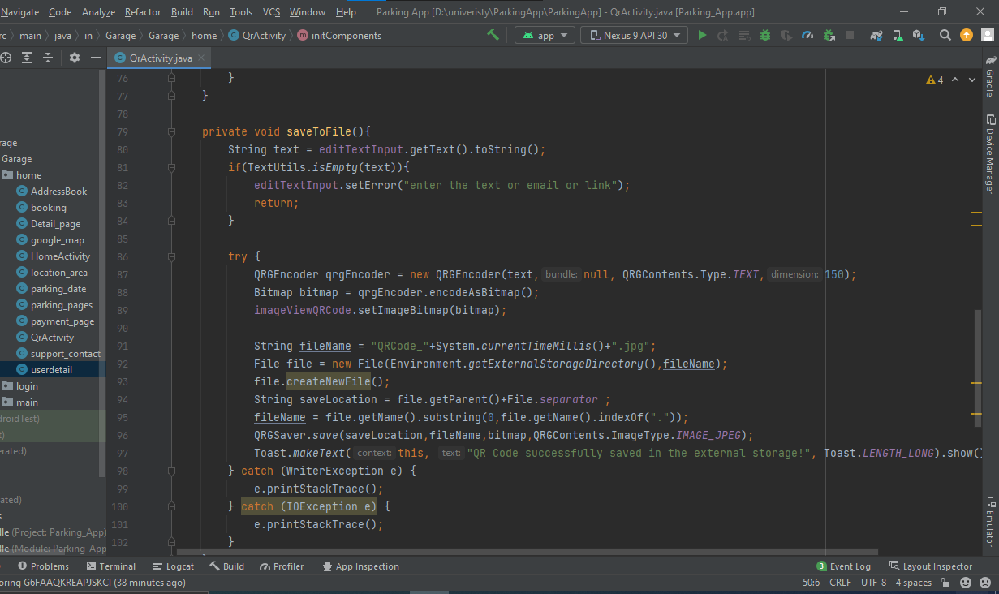 Navigate Code Analyze Refactor Build Run Tools VCS Window Help Parking App [D:\univeristy\ParkingApp\ParkingApp] - QrActivity.java [Parking_App.app]
rc main java in Garage Garage home QrActivity initComponents app Nexus 9 API 30
QrActivity.java
4
76 }
77 }
78
79 private void saveToFile(){
80 String text = editTextInput.getText().toString();
81 if(TextUtils.isEmpty(text)){
82 editTextInput.setError("enter the text or email or link");
83 return;
84 }
85
86 try {
87 QRGEncoder qrgEncoder = new QRGEncoder(text, bundle: null, QRGContents.Type.TEXT, dimension: 150);
88 Bitmap bitmap = qrgEncoder.encodeAsBitmap();
89 imageViewQRCode.setImageBitmap(bitmap);
90
91 String fileName = "QRCode_"+System.currentTimeMillis()+".jpg";
92 File file = new File(Environment.getExternalStorageDirectory(),fileName);
93 file.createNewFile();
94 String saveLocation = file.getParent()+File.separator ;
95 fileName = file.getName().substring(0,file.getName().indexOf("."));
96 QRGSaver.save(saveLocation,fileName,bitmap,QRGContents.ImageType.IMAGE_JPEG);
97 Toast.makeText( context: this, text: "QR Code successfully saved in the external storage!", Toast.LENGTH_LONG).show()
98 } catch (WriterException e) {
99 e.printStackTrace();
100 } catch (IOException e) {
101 e.printStackTrace();
102 }
rage
Garage
home
AddressBook
booking
Detail_page
google_map
HomeActivity
location_area
parking_date
parking_pages
payment_page
QrActivity
support_contact
userdetail
login
main
droidTest)
t)
erated)
ated)
s
lle (Project: Parking_App)
lle (Module: Parking_App
Gradle
Device Manager
Emulator
Problems Terminal Logcat Build Profiler App Inspection 3 Event Log Layout Inspector
oring G6FAAQKREAPJSKCI (38 minutes ago) 50:6 CRLF UTF-8 4 spaces